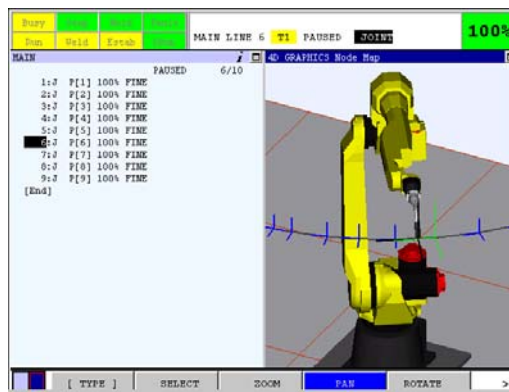 Busy
Run Weld Estab
MAIN LINE 6 T1 PAUSED JOINT
100%
MAIN
4D GRAPHICS Node Map
PAUSED 6/10
1:J P[1] 100% FINE
2:J P[2] 100% FINE
3:J P[3] 100% FINE
4:J P[4] 100% FINE
5:J P[5] 100% FINE
6:J P[6] 100% FINE
7:J P[7] 100% FINE
8:J P[8] 100% FINE
9:J P[9] 100% FINE
[End]
[ TYPE ] SELECT ZOOM PAN ROTATE >